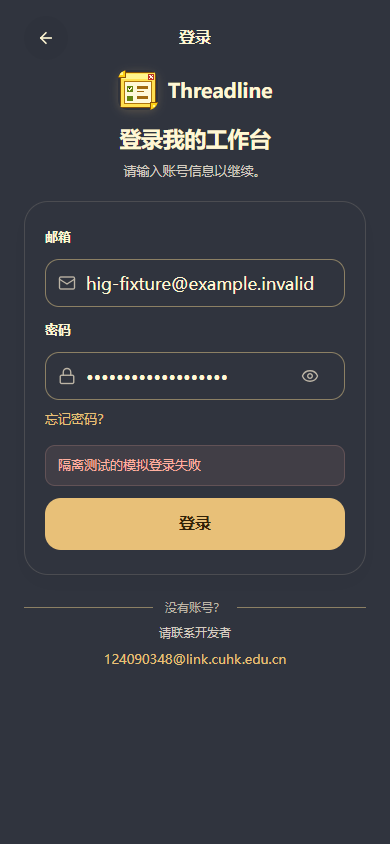 登录
Threadline
登录我的工作台
请输入账号信息以继续。
邮箱
hig-fixture@example.invalid
密码
•••••••••••••••••••
忘记密码?
隔离测试的模拟登录失败
登录
没有账号?
请联系开发者
124090348@link.cuhk.edu.cn